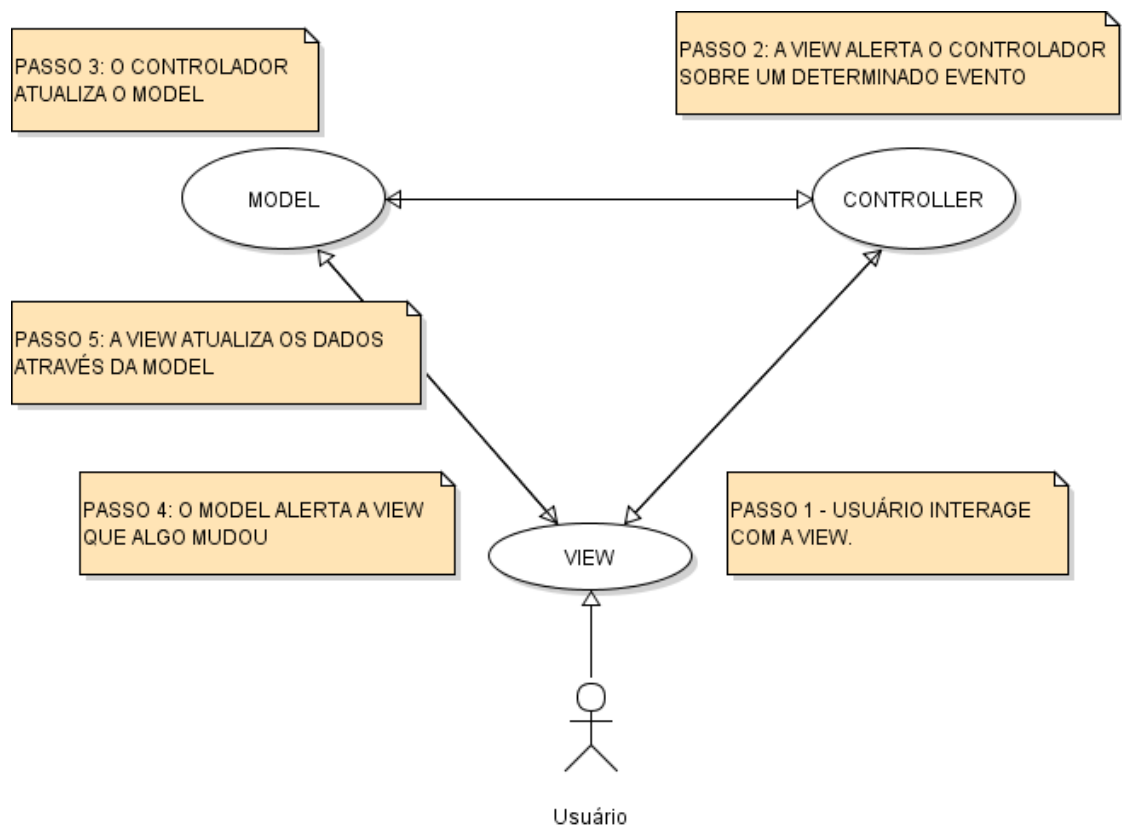 PASSO 3: O CONTROLADOR
ATUALIZA O MODEL
PASSO 2: A VIEW ALERTA O CONTROLADOR
SOBRE UM DETERMINADO EVENTO
MODEL
CONTROLLER
PASSO 5: A VIEW ATUALIZA OS DADOS
ATRAVÉS DA MODEL
PASSO 4: O MODEL ALERTA A VIEW
QUE ALGO MUDOU
PASSO 1 - USUÁRIO INTERAGE
COM A VIEW.
VIEW
Usuário